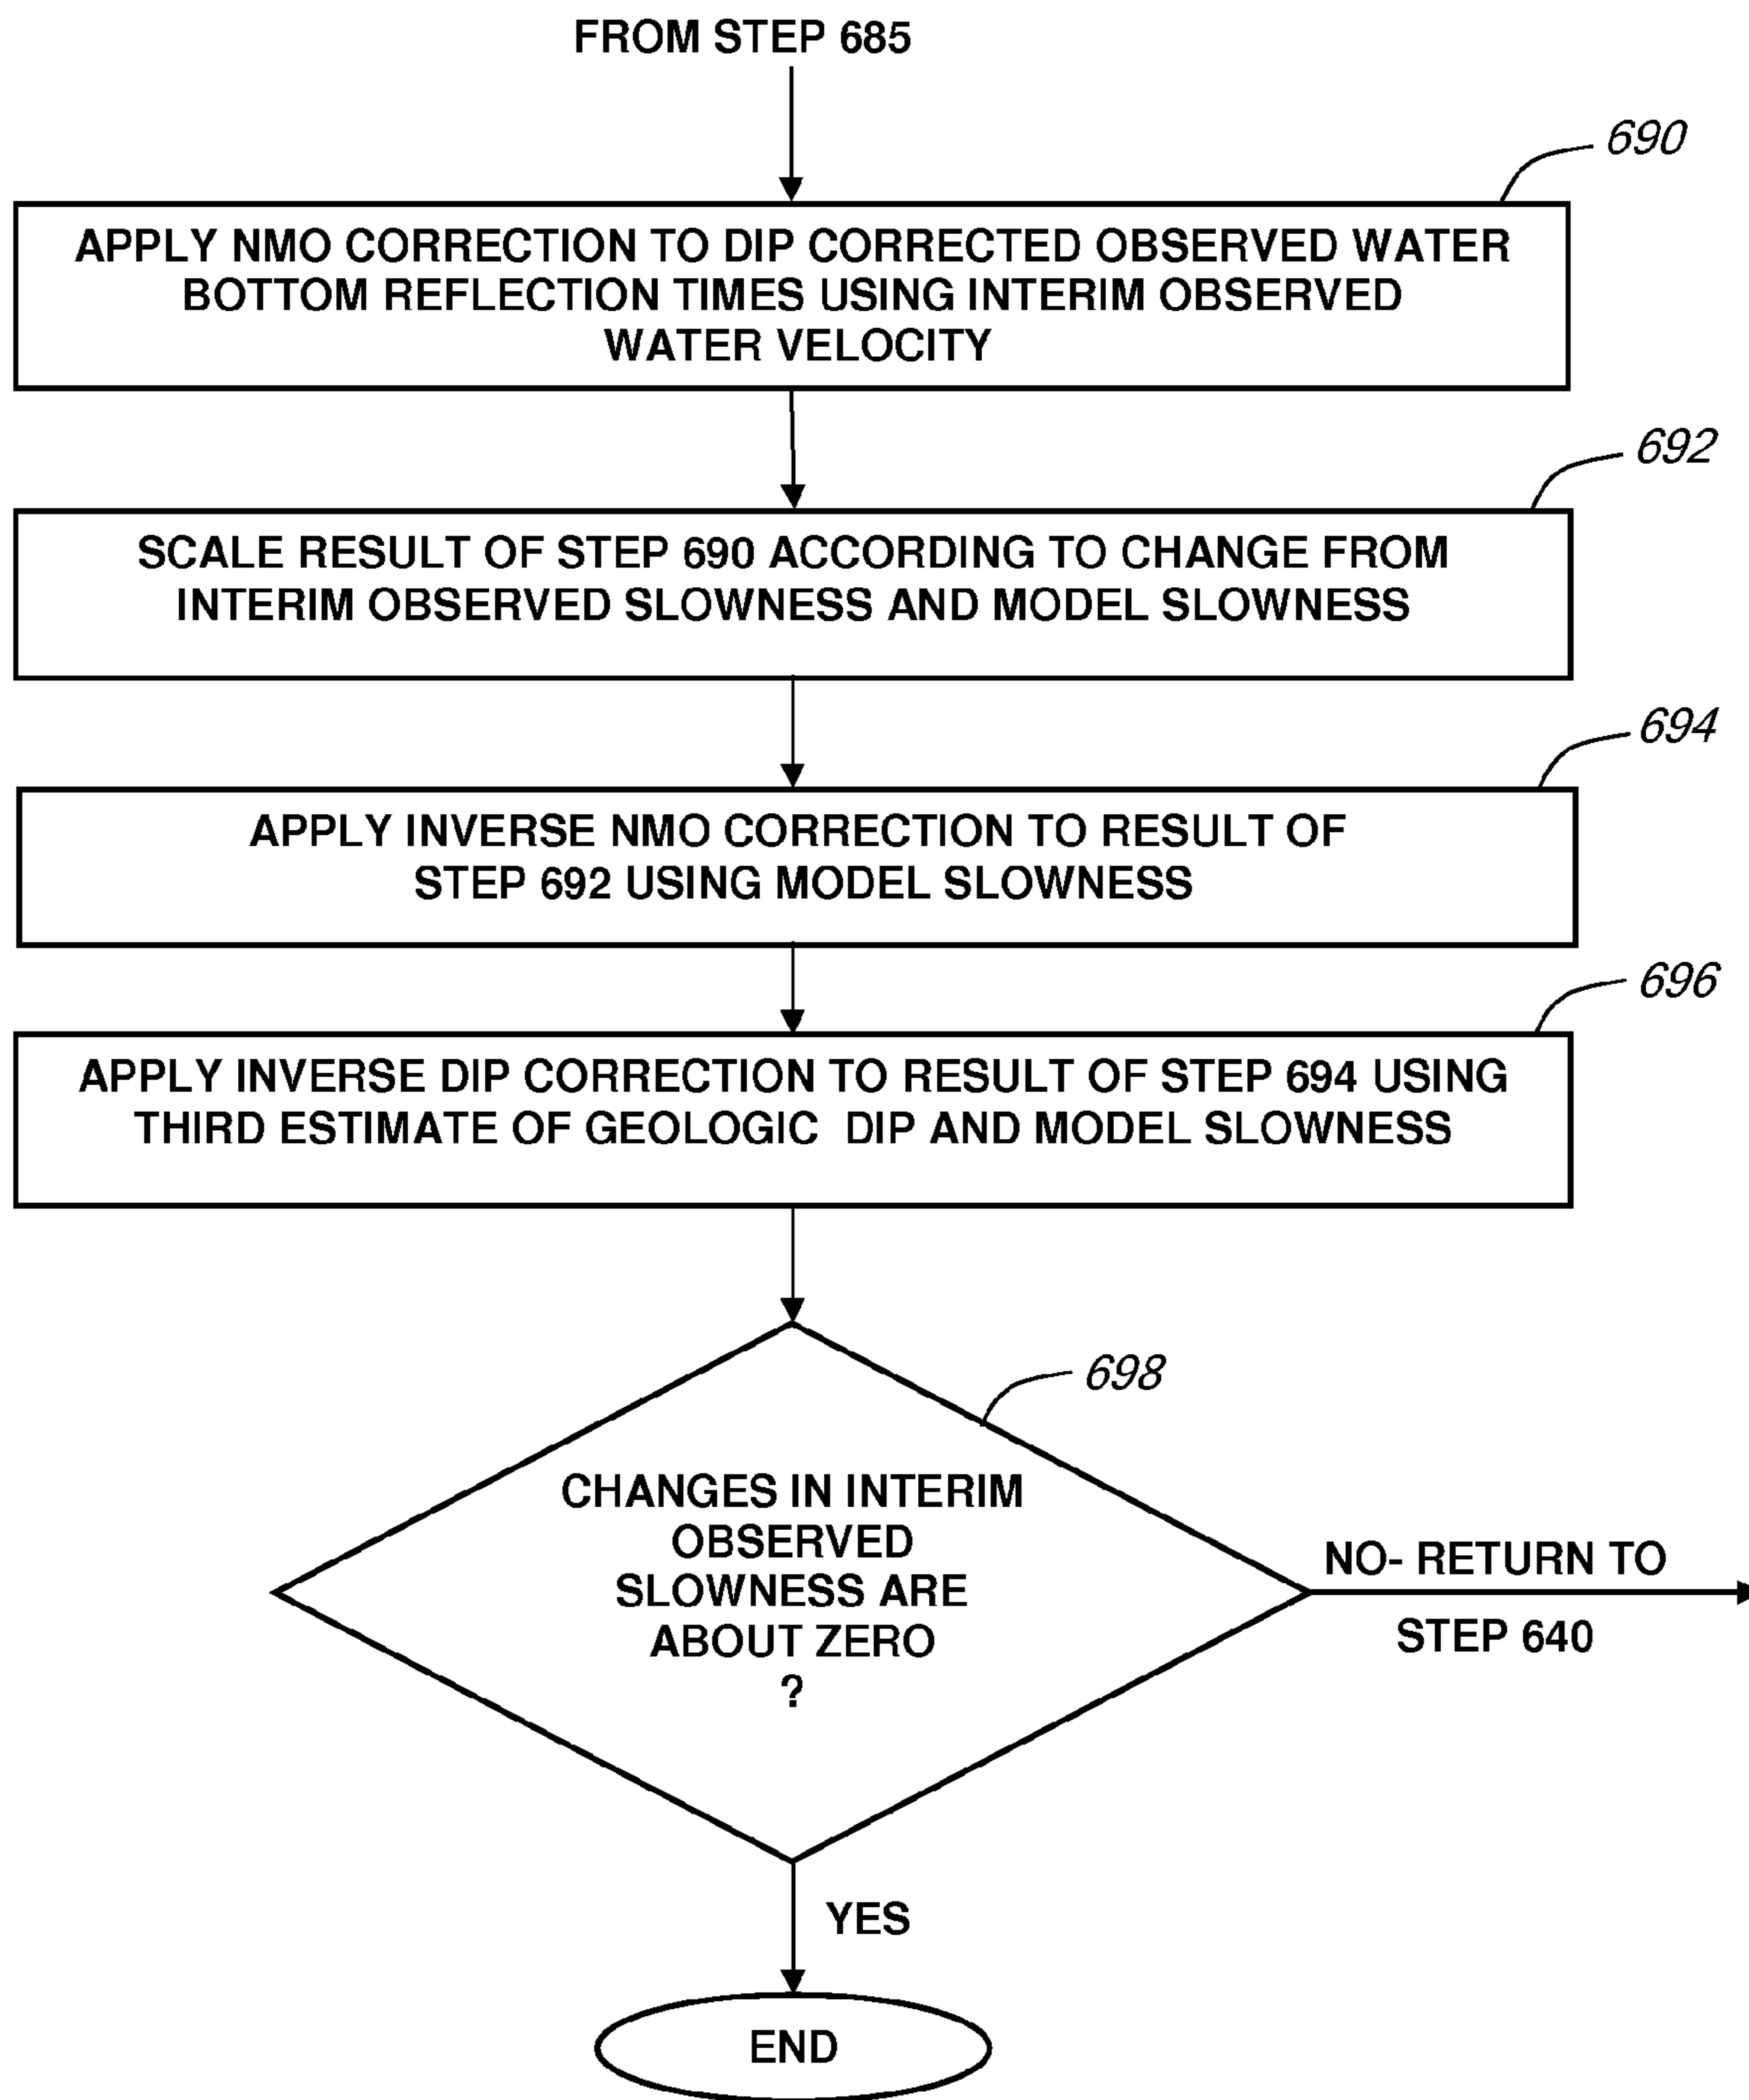 FROM STEP 685
690
APPLY NMO CORRECTION TO DIP CORRECTED OBSERVED WATER
BOTTOM REFLECTION TIMES USING INTERIM OBSERVED
WATER VELOCITY
692
SCALE RESULT OF STEP 690 ACCORDING TO CHANGE FROM
INTERIM OBSERVED SLOWNESS AND MODEL SLOWNESS
694
APPLY INVERSE NMO CORRECTION TO RESULT OF
STEP 692 USING MODEL SLOWNESS
696
APPLY INVERSE DIP CORRECTION TO RESULT OF STEP 694 USING
THIRD ESTIMATE OF GEOLOGIC DIP AND MODEL SLOWNESS
698
CHANGES IN INTERIM
OBSERVED
SLOWNESS ARE
ABOUT ZERO
?
NO- RETURN TO
STEP 640
YES
END